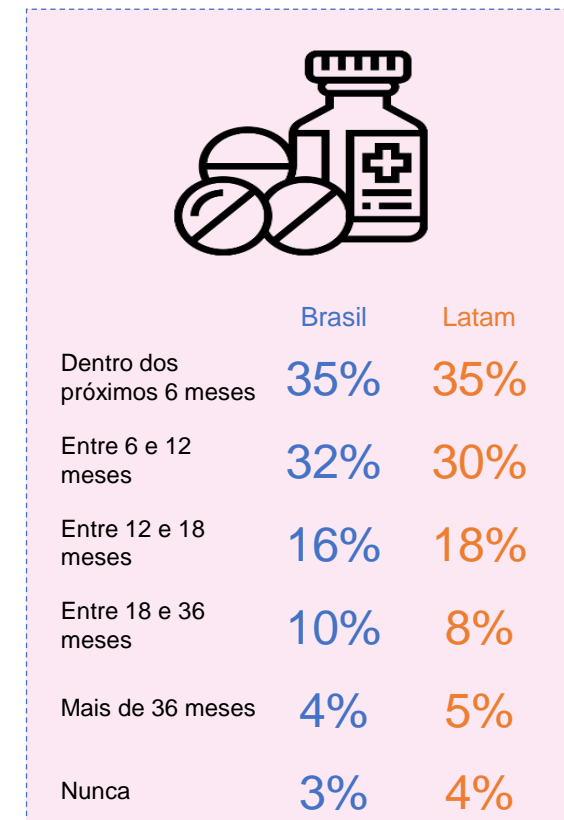 Brasil Latam
Dentro dos
próximos 6 meses 35% 35%
Entre 6 e 12
meses 32% 30%
Entre 12 e 18
meses 16% 18%
Entre 18 e 36
meses 10% 8%
Mais de 36 meses 4% 5%
Nunca 3% 4%